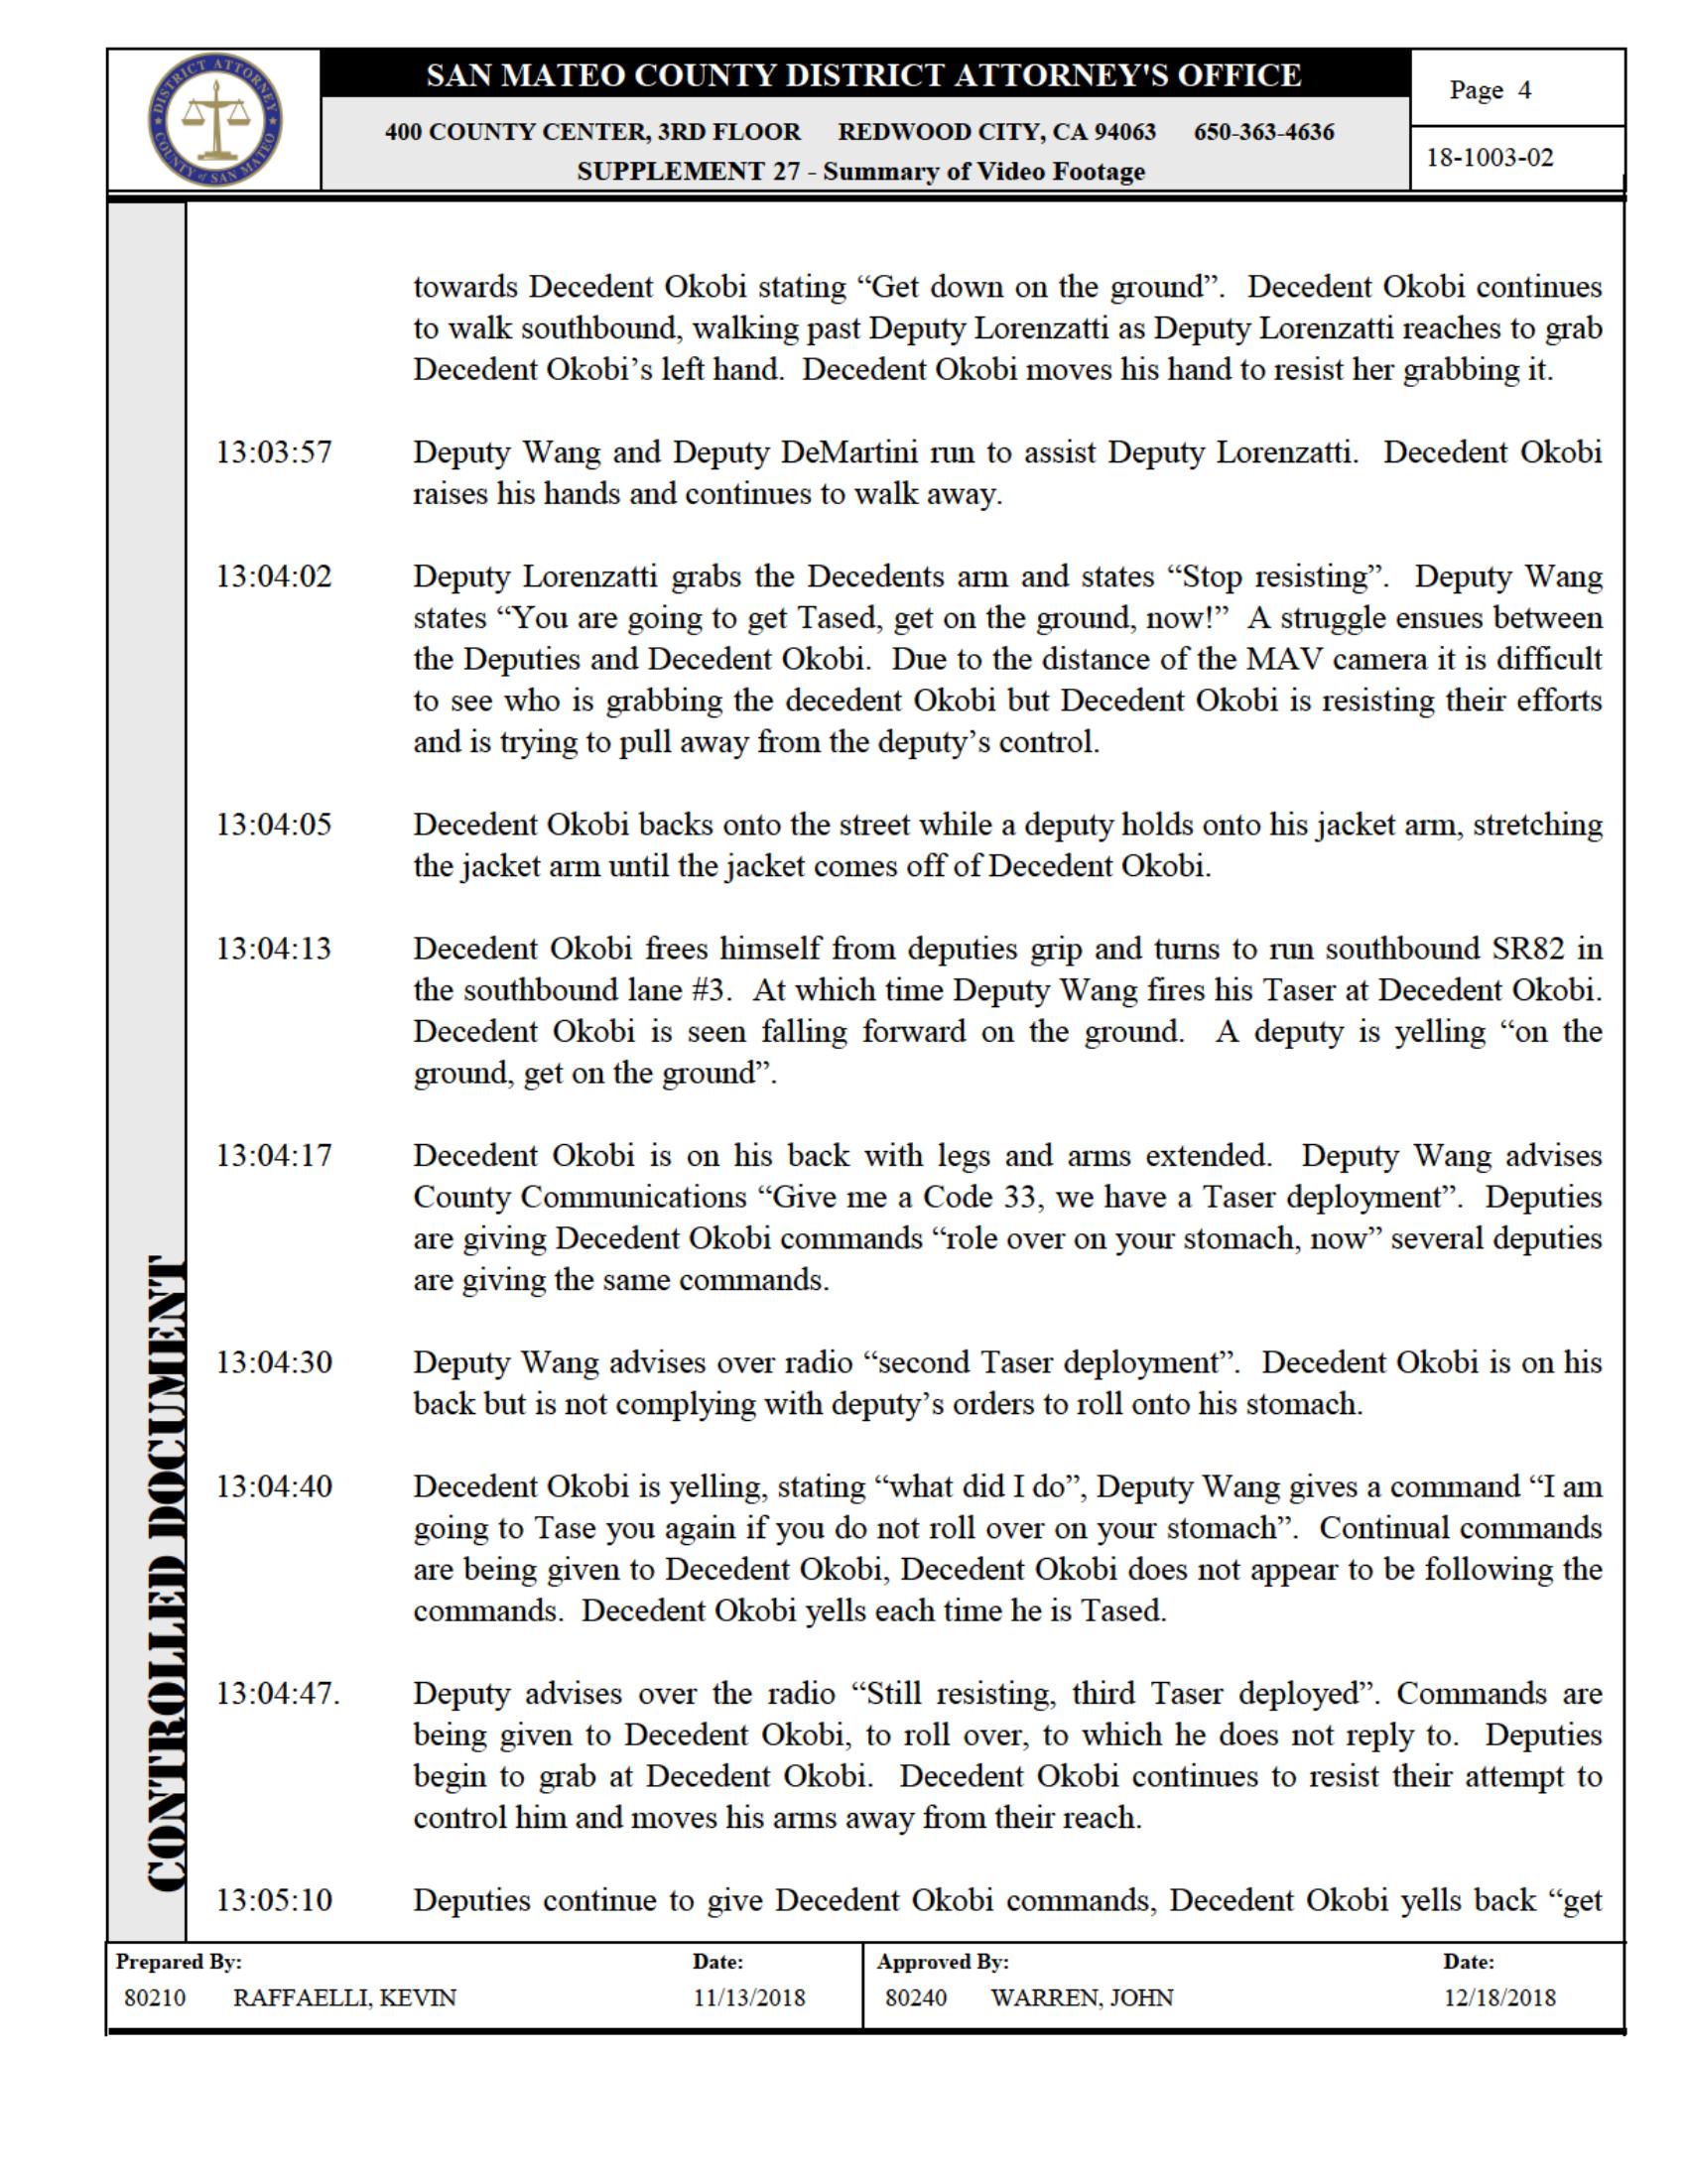 DISTRICT ATTORNEY
COUNTY of SAN MATEO
SAN MATEO COUNTY DISTRICT ATTORNEY'S OFFICE
400 COUNTY CENTER, 3RD FLOOR REDWOOD CITY, CA 94063 650-363-4636
SUPPLEMENT 27 - Summary of Video Footage
Page 4
18-1003-02
towards Decedent Okobi stating “Get down on the ground”. Decedent Okobi continues
to walk southbound, walking past Deputy Lorenzatti as Deputy Lorenzatti reaches to grab
Decedent Okobi’s left hand. Decedent Okobi moves his hand to resist her grabbing it.
13:03:57 Deputy Wang and Deputy DeMartini run to assist Deputy Lorenzatti. Decedent Okobi
raises his hands and continues to walk away.
13:04:02 Deputy Lorenzatti grabs the Decedents arm and states “Stop resisting”. Deputy Wang
states “You are going to get Tased, get on the ground, now!” A struggle ensues between
the Deputies and Decedent Okobi. Due to the distance of the MAV camera it is difficult
to see who is grabbing the decedent Okobi but Decedent Okobi is resisting their efforts
and is trying to pull away from the deputy’s control.
13:04:05 Decedent Okobi backs onto the street while a deputy holds onto his jacket arm, stretching
the jacket arm until the jacket comes off of Decedent Okobi.
13:04:13 Decedent Okobi frees himself from deputies grip and turns to run southbound SR82 in
the southbound lane #3. At which time Deputy Wang fires his Taser at Decedent Okobi.
Decedent Okobi is seen falling forward on the ground. A deputy is yelling “on the
ground, get on the ground”.
13:04:17 Decedent Okobi is on his back with legs and arms extended. Deputy Wang advises
County Communications “Give me a Code 33, we have a Taser deployment”. Deputies
are giving Decedent Okobi commands “role over on your stomach, now” several deputies
are giving the same commands.
13:04:30 Deputy Wang advises over radio “second Taser deployment”. Decedent Okobi is on his
back but is not complying with deputy’s orders to roll onto his stomach.
13:04:40 Decedent Okobi is yelling, stating “what did I do”, Deputy Wang gives a command “I am
going to Tase you again if you do not roll over on your stomach”. Continual commands
are being given to Decedent Okobi, Decedent Okobi does not appear to be following the
commands. Decedent Okobi yells each time he is Tased.
13:04:47. Deputy advises over the radio “Still resisting, third Taser deployed”. Commands are
being given to Decedent Okobi, to roll over, to which he does not reply to. Deputies
begin to grab at Decedent Okobi. Decedent Okobi continues to resist their attempt to
control him and moves his arms away from their reach.
13:05:10 Deputies continue to give Decedent Okobi commands, Decedent Okobi yells back “get
CONTROLLED DOCUMENT
Prepared By: Date: Approved By: Date:
80210 RAFFAELLI, KEVIN 11/13/2018 80240 WARREN, JOHN 12/18/2018